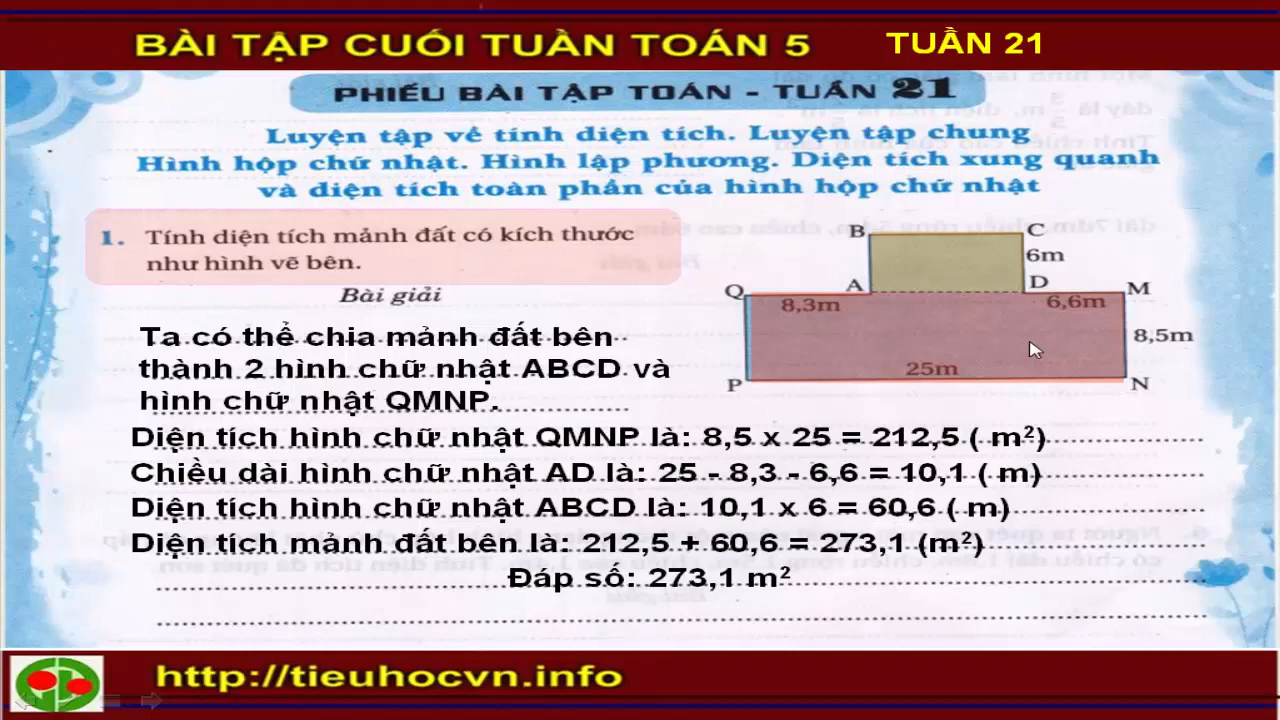 BÀI TẬP CUỐI TUẦN TOÁN 5 TUẦN 21
PHIẾU BÀI TẬP TOÁN - TUẦN 21
Luyện tập về tính diện tích. Luyện tập chung
Hình hộp chữ nhật. Hình lập phương. Diện tích xung quanh
và diện tích toàn phần của hình hộp chữ nhật
1. Tính diện tích mảnh đất có kích thước
như hình vẽ bên.
Bài giải
B C
6m
Q A D M
8,3m 6,6m
8,5m
25m
P N
Ta có thể chia mảnh đất bên
thành 2 hình chữ nhật ABCD và
hình chữ nhật QMNP.
Diện tích hình chữ nhật QMNP là: 8,5 x 25 = 212,5 ( m²)
Chiều dài hình chữ nhật AD là: 25 - 8,3 - 6,6 = 10,1 ( m)
Diện tích hình chữ nhật ABCD là: 10,1 x 6 = 60,6 ( m)
Diện tích mảnh đất bên là: 212,5 + 60,6 = 273,1 (m²)
Đáp số: 273,1 m²
http://tieuhocvn.info